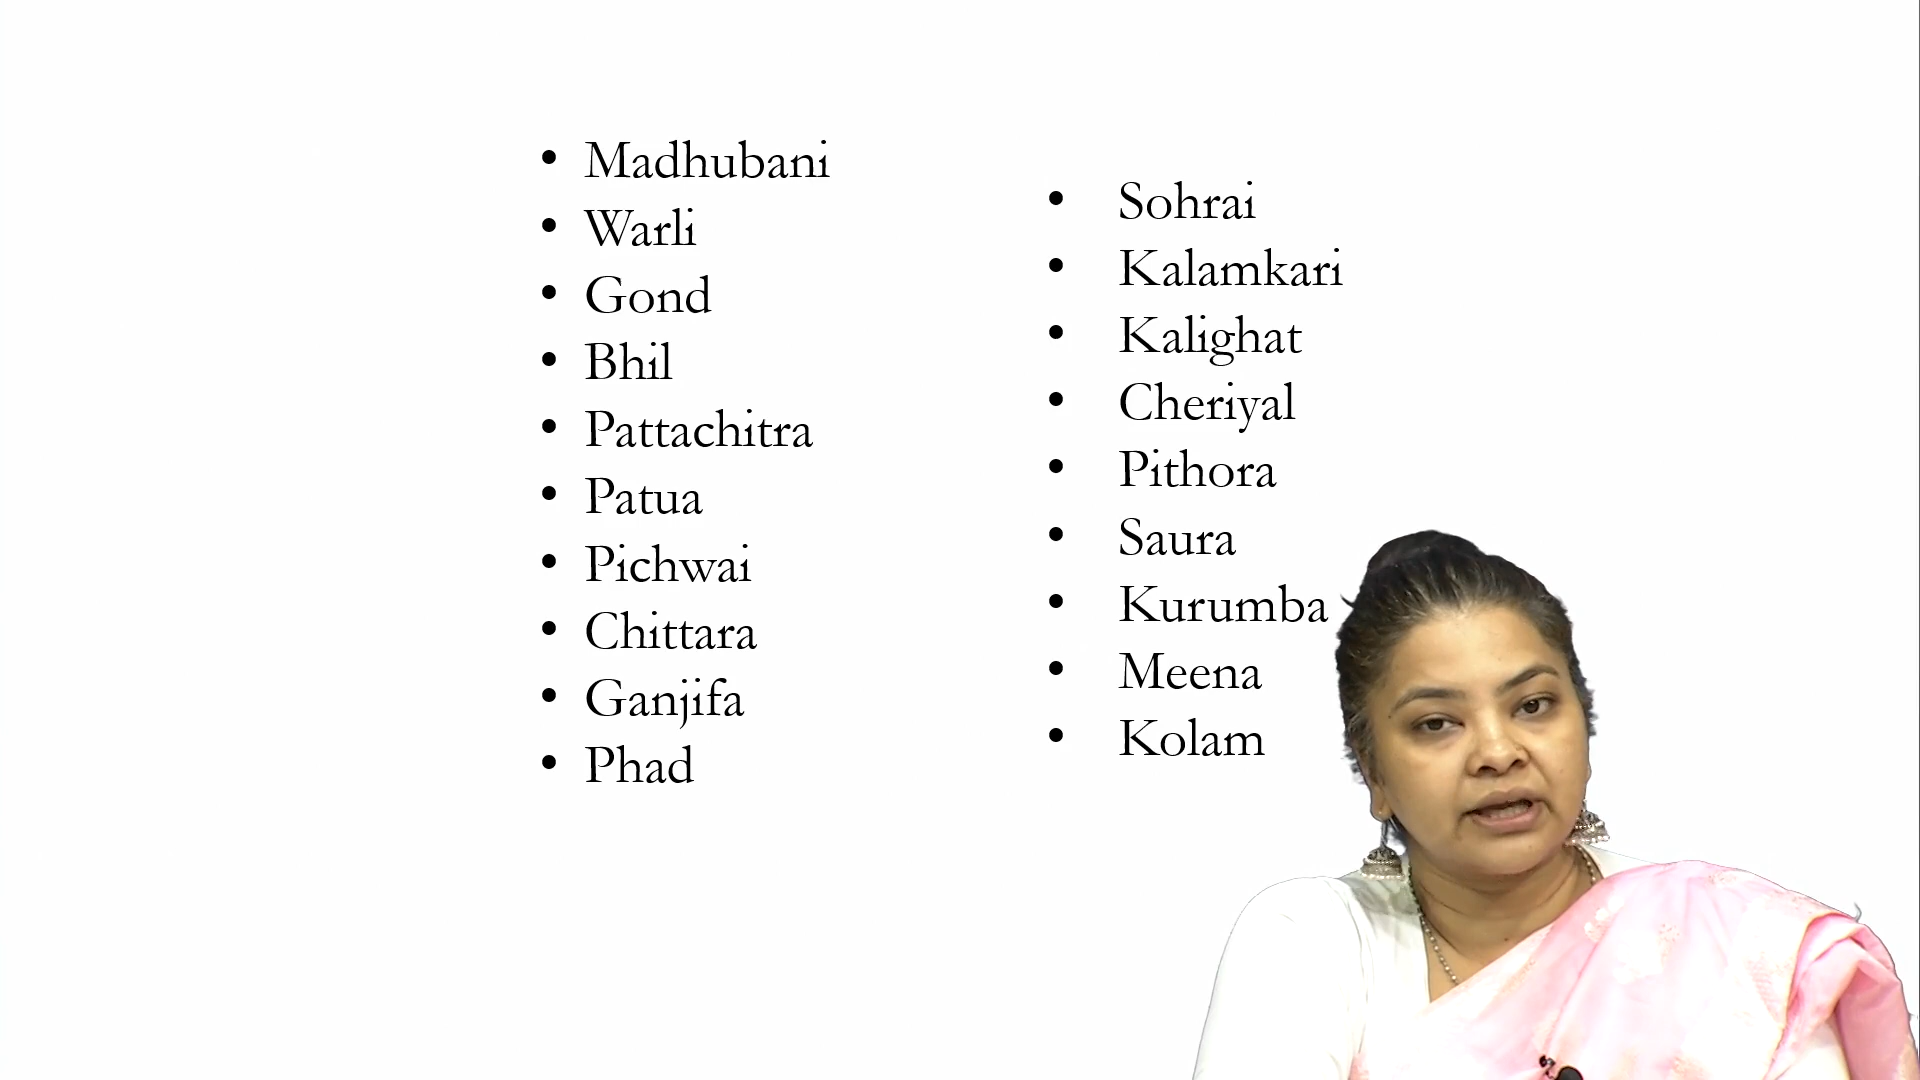 • Madhubani
• Warli
• Gond
• Bhil
• Pattachitra
• Patua
• Pichwai
• Chittara
• Ganjifa
• Phad
• Sohrai
• Kalamkari
• Kalighat
• Cheriyal
• Pithora
• Saura
• Kurumba
• Meena
• Kolam